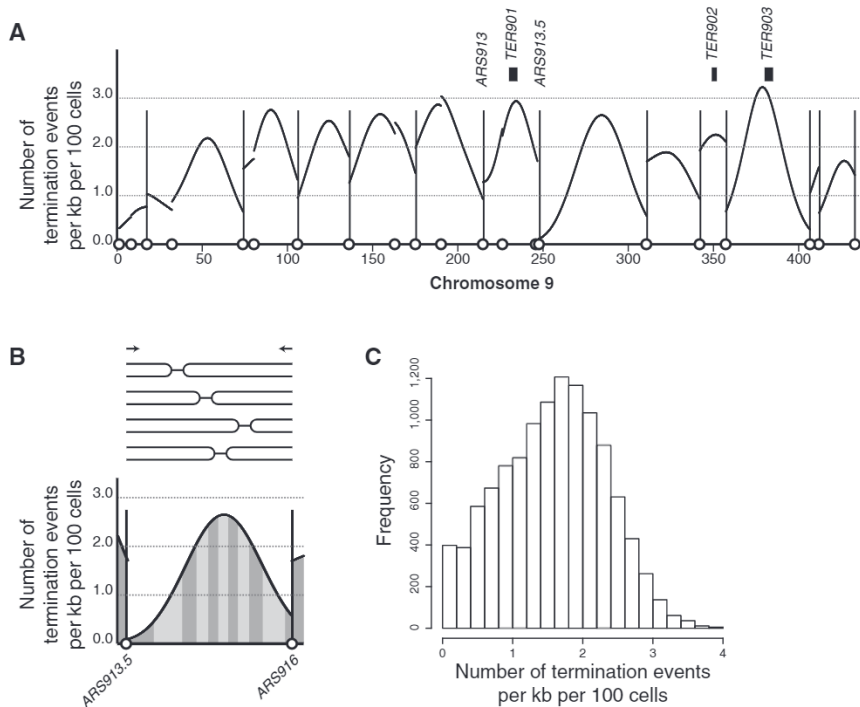 A
ARS913
TER901
ARS913.5
TER902
TER903
Number of
termination events
per kb per 100 cells
3.0
2.0
1.0
0.0
0
50
100
150
200
250
300
350
400
Chromosome 9
B
Number of
termination events
per kb per 100 cells
3.0
2.0
1.0
0.0
ARS913.5
ARS916
C
Frequency
1,200
1,000
800
600
400
200
0
0
1
2
3
4
Number of termination events
per kb per 100 cells